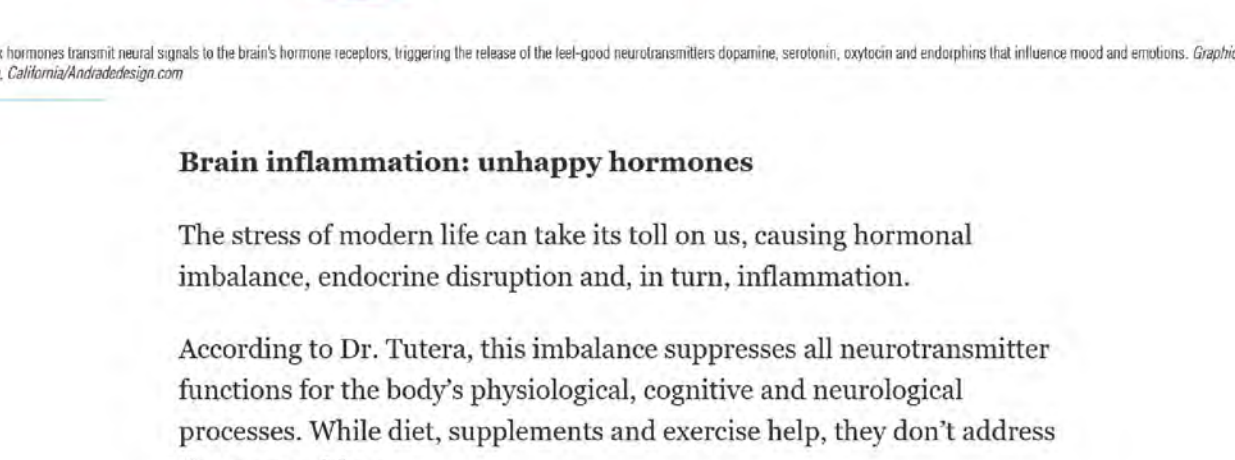 hormones transmit neural signals to the brain's hormone receptors, triggering the release of the feel-good neurotransmitters dopamine, serotonin, oxytocin and endorphins that influence mood and emotions. Graphic
, California/Andradedesign.com
Brain inflammation: unhappy hormones
The stress of modern life can take its toll on us, causing hormonal
imbalance, endocrine disruption and, in turn, inflammation.
According to Dr. Tutera, this imbalance suppresses all neurotransmitter
functions for the body’s physiological, cognitive and neurological
processes. While diet, supplements and exercise help, they don’t address